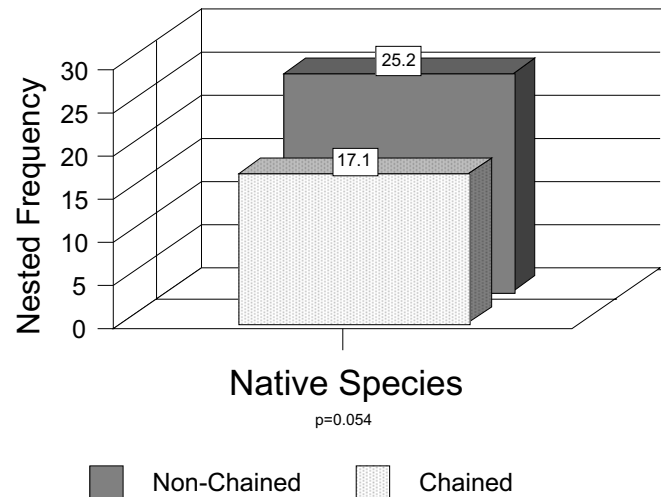 Nested Frequency
30
25
20
15
10
5
0
25.2
17.1
Native Species
p=0.054
Non-Chained
Chained